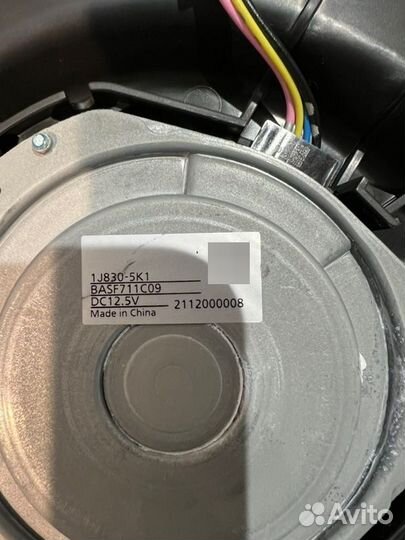 1J830-5K1
BASF711C09
DC12.5V 2112000008
Made in China
Avito